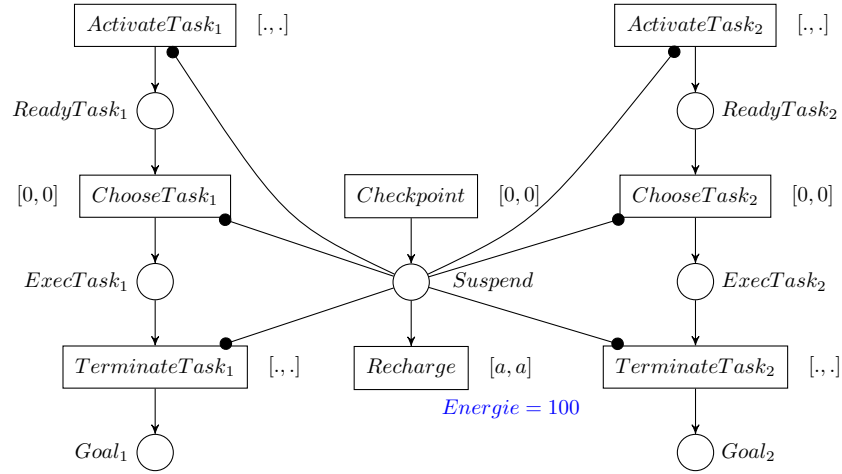 ActivateTask₁ [.,.] ActivateTask₂ [.,.]
ReadyTask₁ ReadyTask₂
[0,0] ChooseTask₁ Checkpoint [0,0] ChooseTask₂ [0,0]
ExecTask₁ Suspend ExecTask₂
TerminateTask₁ [.,.] Recharge [a,a] TerminateTask₂ [.,.]
Energie = 100
Goal₁ Goal₂